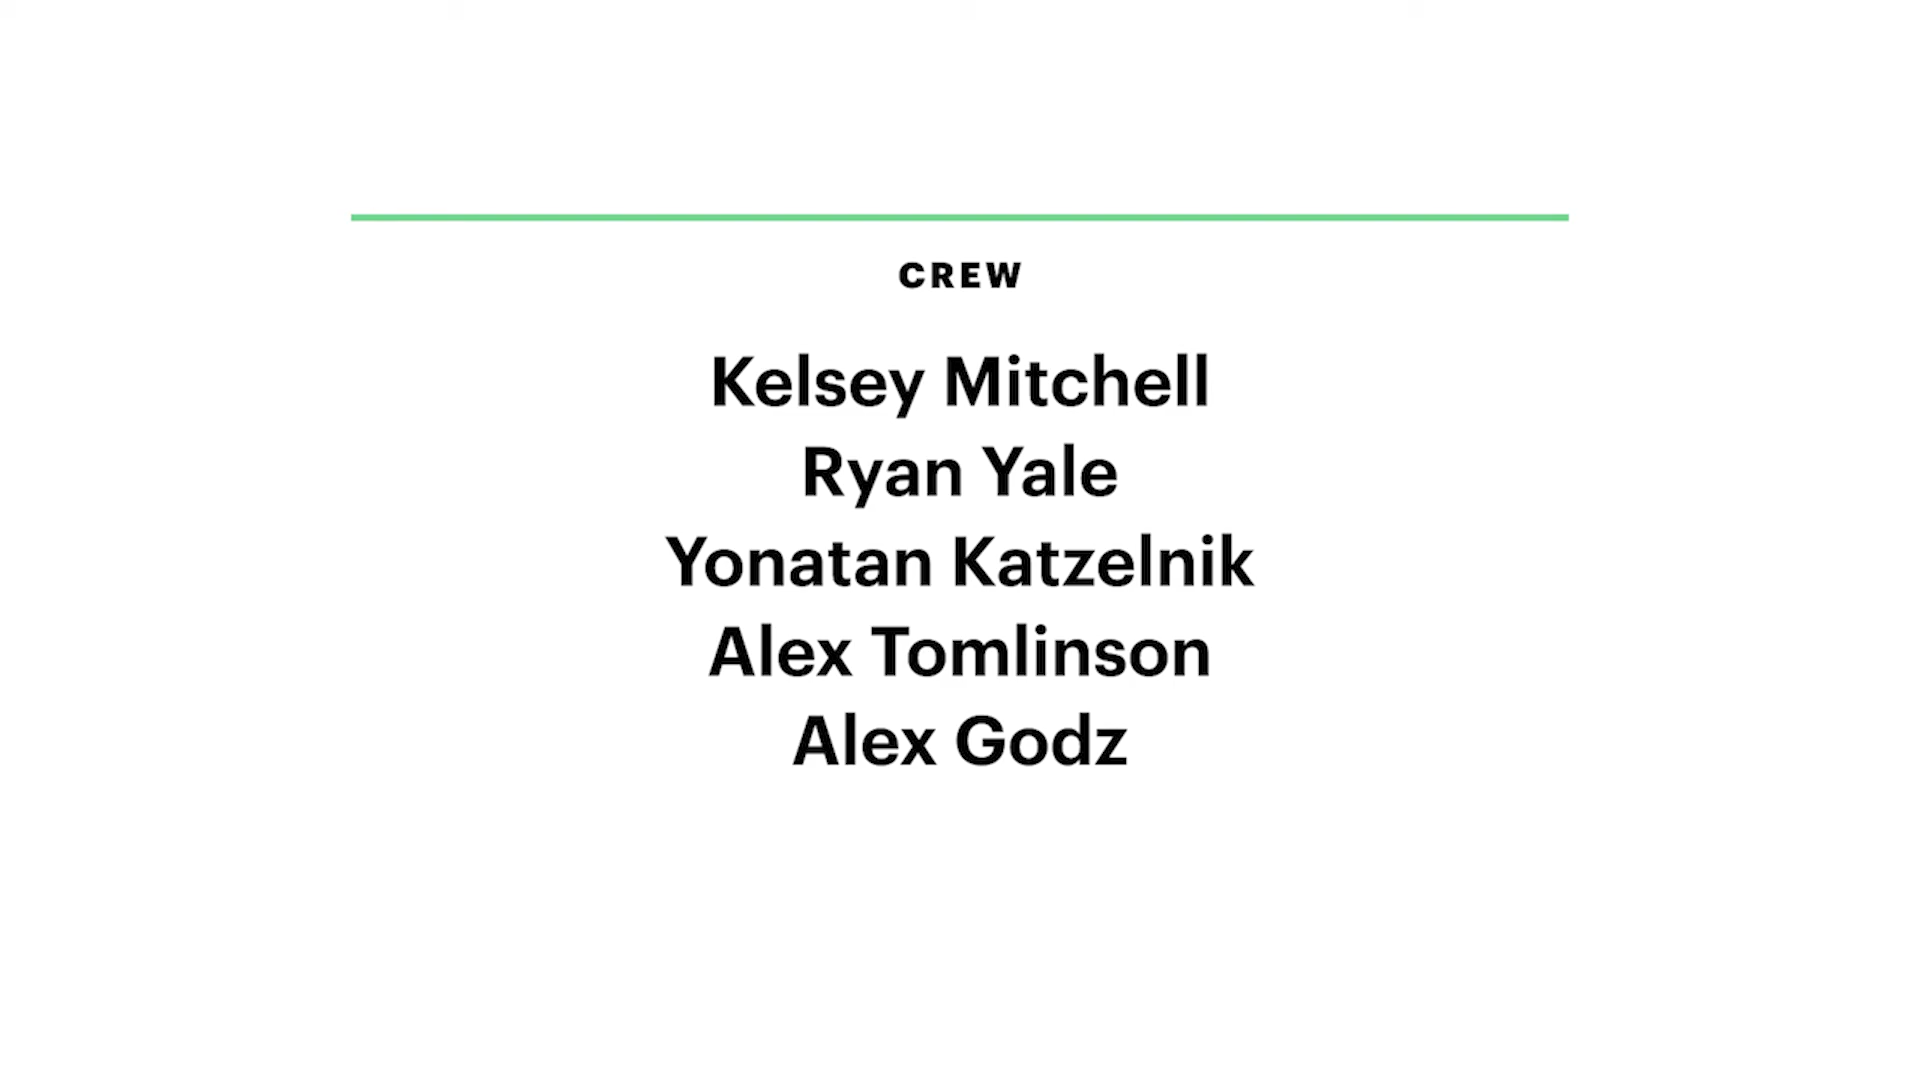 CREW
Kelsey Mitchell
Ryan Yale
Yonatan Katzelnik
Alex Tomlinson
Alex Godz